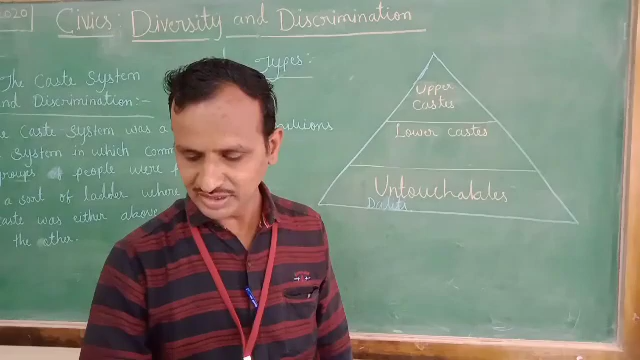 2020
Civics: Diversity and Discrimination
The Caste System
and Discrimination:-
Types:-
Caste System was a
System in which Comm
groups of people were
a sort of ladder where
caste was either above
the other.
Upper
Castes
Lower Castes
Untouchables
Dalits